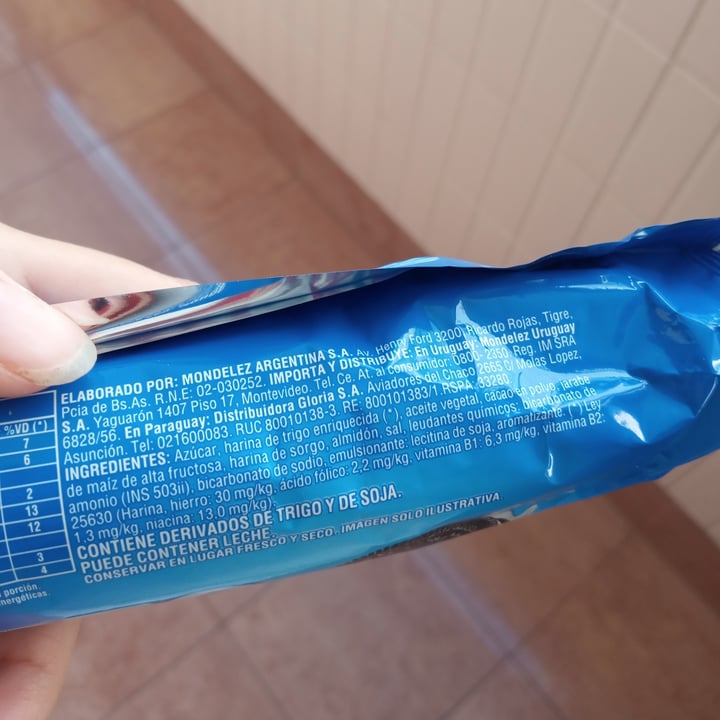 %VD (*)
7
6
2
13
12
3
4
porción.
energéticas.
ELABORADO POR: MONDELEZ ARGENTINA S.A. Av. Henry Ford 3200, Ricardo Rojas, Tigre,
Pcia de Bs.As. R.N.E: 02-030252. IMPORTA Y DISTRIBUYE: En Uruguay: Mondelez Uruguay
S.A. Yaguarón 1407 Piso 17, Montevideo. Tel. Ce. At. al consumidor: 0800-2350. Reg. IM SRA
6828/56. En Paraguay: Distribuidora Gloria S.A. Aviadores del Chaco 2665 C/ Molas Lopez,
Asunción. Tel: 021600083. RUC 80010138-3. RE: 800101383/1.RSPA 33280
INGREDIENTES: Azúcar, harina de trigo enriquecida (*), aceite vegetal, cacao en polvo, jarabe
de maíz de alta fructosa, harina de sorgo, almidón, sal, leudantes químicos: bicarbonato de
amonio (INS 503ii), bicarbonato de sodio, emulsionante: lecitina de soja, aromatizante. (*) Ley
25630 (Harina, hierro: 30 mg/kg, ácido fólico: 2,2 mg/kg, vitamina B1: 6,3 mg/kg, vitamina B2:
1,3 mg/kg, niacina: 13,0 mg/kg)
CONTIENE DERIVADOS DE TRIGO Y DE SOJA.
PUEDE CONTENER LECHE.
CONSERVAR EN LUGAR FRESCO Y SECO. IMAGEN SOLO ILUSTRATIVA